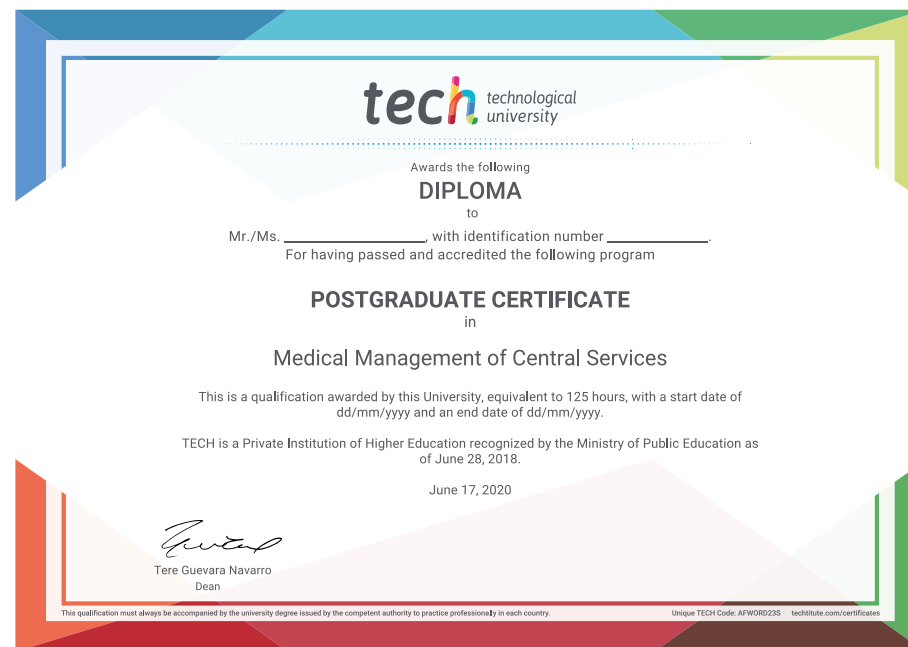 tech technological
university
Awards the following
DIPLOMA
to
Mr./Ms. ____________________, with identification number ______________.
For having passed and accredited the following program
POSTGRADUATE CERTIFICATE
in
Medical Management of Central Services
This is a qualification awarded by this University, equivalent to 125 hours, with a start date of
dd/mm/yyyy and an end date of dd/mm/yyyy.
TECH is a Private Institution of Higher Education recognized by the Ministry of Public Education as
of June 28, 2018.
June 17, 2020
Tere Guevara Navarro
Dean
This qualification must always be accompanied by the university degree issued by the competent authority to practice professionally in each country. Unique TECH Code: AFWORD23S techtitute.com/certificates